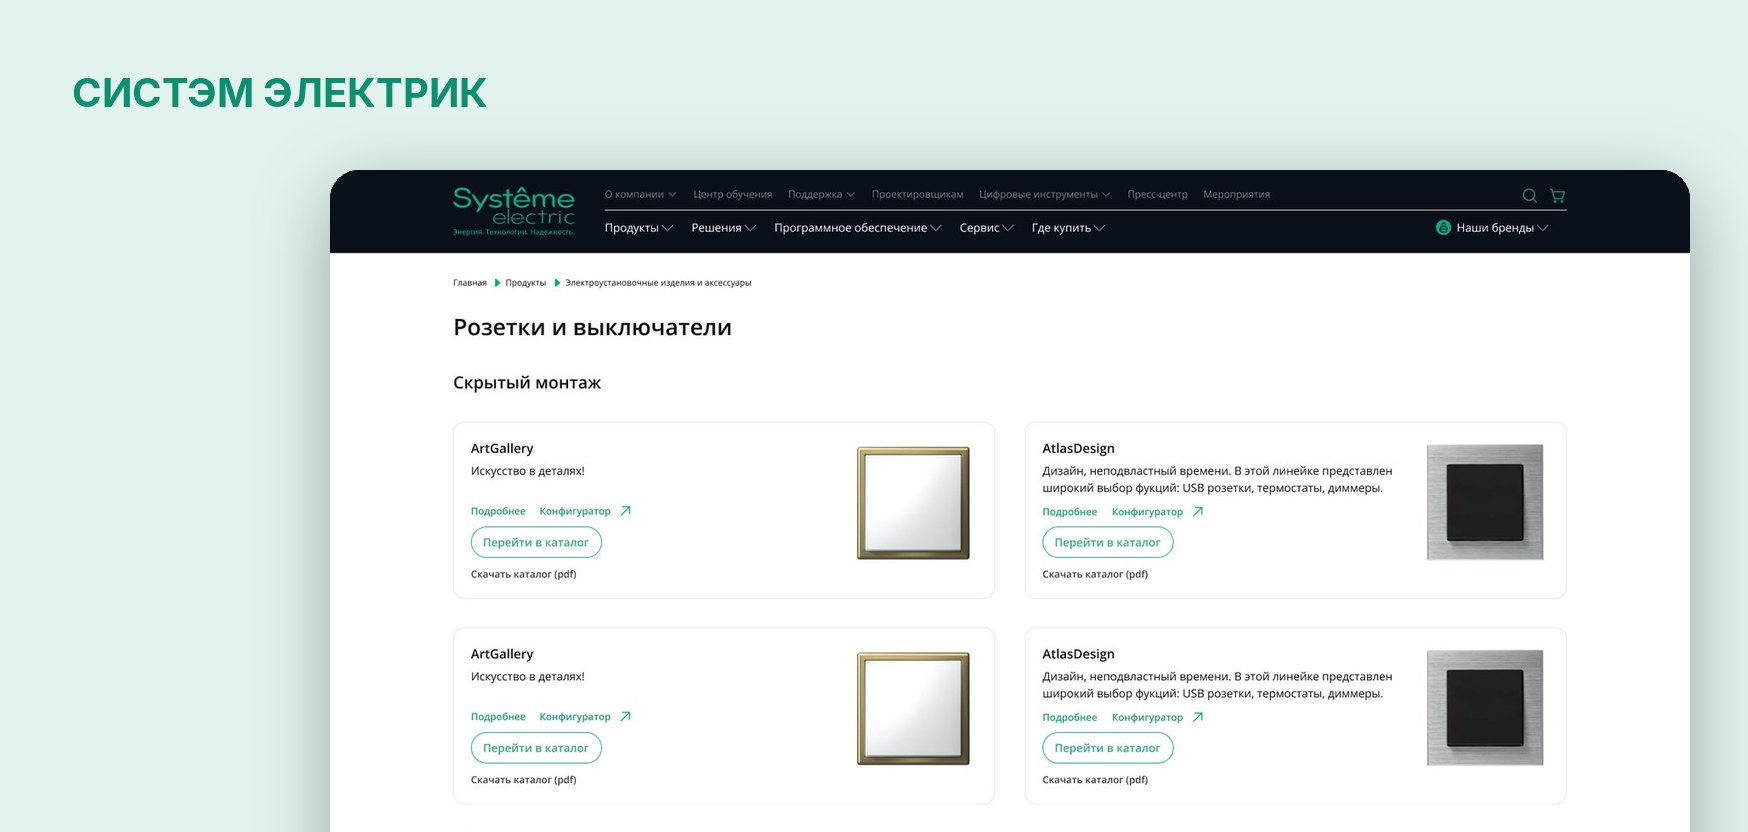 СИСТЭМ ЭЛЕКТРИК
Systême
electric
Энергия. Технологии. Надежность.
О компании Центр обучения Поддержка Проектировщикам Цифровые инструменты Пресс-центр Мероприятия
Продукты Решения Программное обеспечение Сервис Где купить Наши бренды
Главная Продукты Электроустановочные изделия и аксессуары
Розетки и выключатели
Скрытый монтаж
ArtGallery
Искусство в деталях!
Подробнее Конфигуратор
Перейти в каталог
Скачать каталог (pdf)
AtlasDesign
Дизайн, неподвластный времени. В этой линейке представлен
широкий выбор фукций: USB розетки, термостаты, диммеры.
Подробнее Конфигуратор
Перейти в каталог
Скачать каталог (pdf)
ArtGallery
Искусство в деталях!
Подробнее Конфигуратор
Перейти в каталог
Скачать каталог (pdf)
AtlasDesign
Дизайн, неподвластный времени. В этой линейке представлен
широкий выбор фукций: USB розетки, термостаты, диммеры.
Подробнее Конфигуратор
Перейти в каталог
Скачать каталог (pdf)